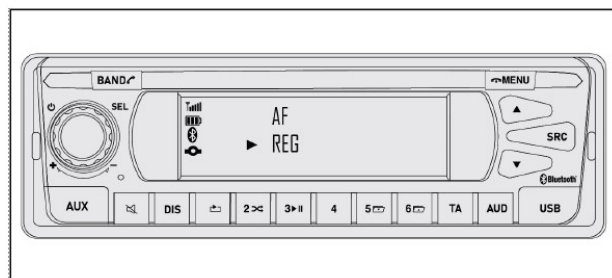 BAND
MENU
SEL
AF
REG
SRC
Bluetooth
AUX
DIS
2
3
4
5
6
TA
AUD
USB